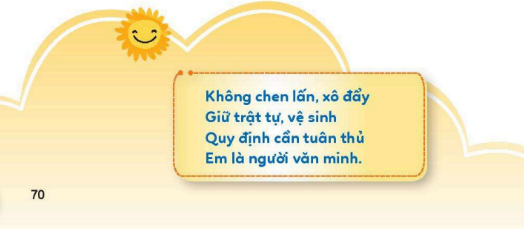 Không chen lấn, xô đẩy
Giữ trật tự, vệ sinh
Quy định cần tuân thủ
Em là người văn minh.
70